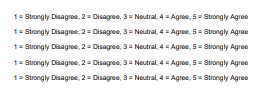 1 = Strongly Disagree, 2 = Disagree, 3 = Neutral, 4 = Agree, 5 = Strongly Agree
1 = Strongly Disagree, 2 = Disagree, 3 = Neutral, 4 = Agree, 5 = Strongly Agree
1 = Strongly Disagree, 2 = Disagree, 3 = Neutral, 4 = Agree, 5 = Strongly Agree
1 = Strongly Disagree, 2 = Disagree, 3 = Neutral, 4 = Agree, 5 = Strongly Agree
1 = Strongly Disagree, 2 = Disagree, 3 = Neutral, 4 = Agree, 5 = Strongly Agree